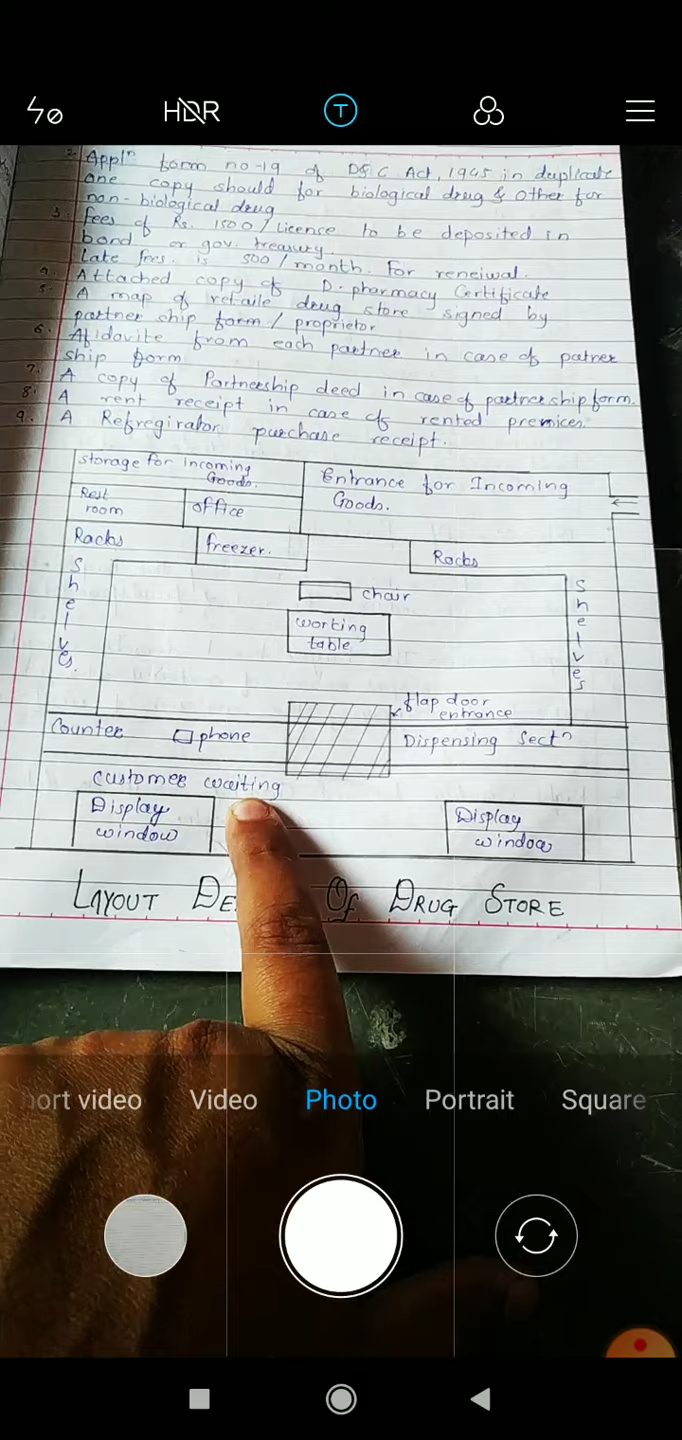 HDR
T
2. Appln form no-19 of D&C Act, 1945 in duplicate
one copy should for biological drug & other for
non-biological drug
3. Fees of Rs. 1500/Licence to be deposited in
bond or gov. treasury
Late fees. is 500/month. For reneiwal.
4. Attached copy of D-pharmacy Certificate
5. A map of retaile drug store signed by
partner ship form/proprietor
6. Afidavite from each partner in case of patner
ship form
7. A copy of Partnership deed in case of partnership form.
8. A rent receipt in case of rented premices.
9. A Refregirator purchase receipt.
Storage for Incoming
Goods.
Entrance for Incoming
Goods.
Rest
room
office
Racks
freezer.
Racks
Shelves
chair
working
table
Shelves
flap door
entrance
Counter
phone
Dispensing Sectn
Customer waiting
Display
window
Display
window
LAYOUT Of DRUG STORE
ort video Video Photo Portrait Square